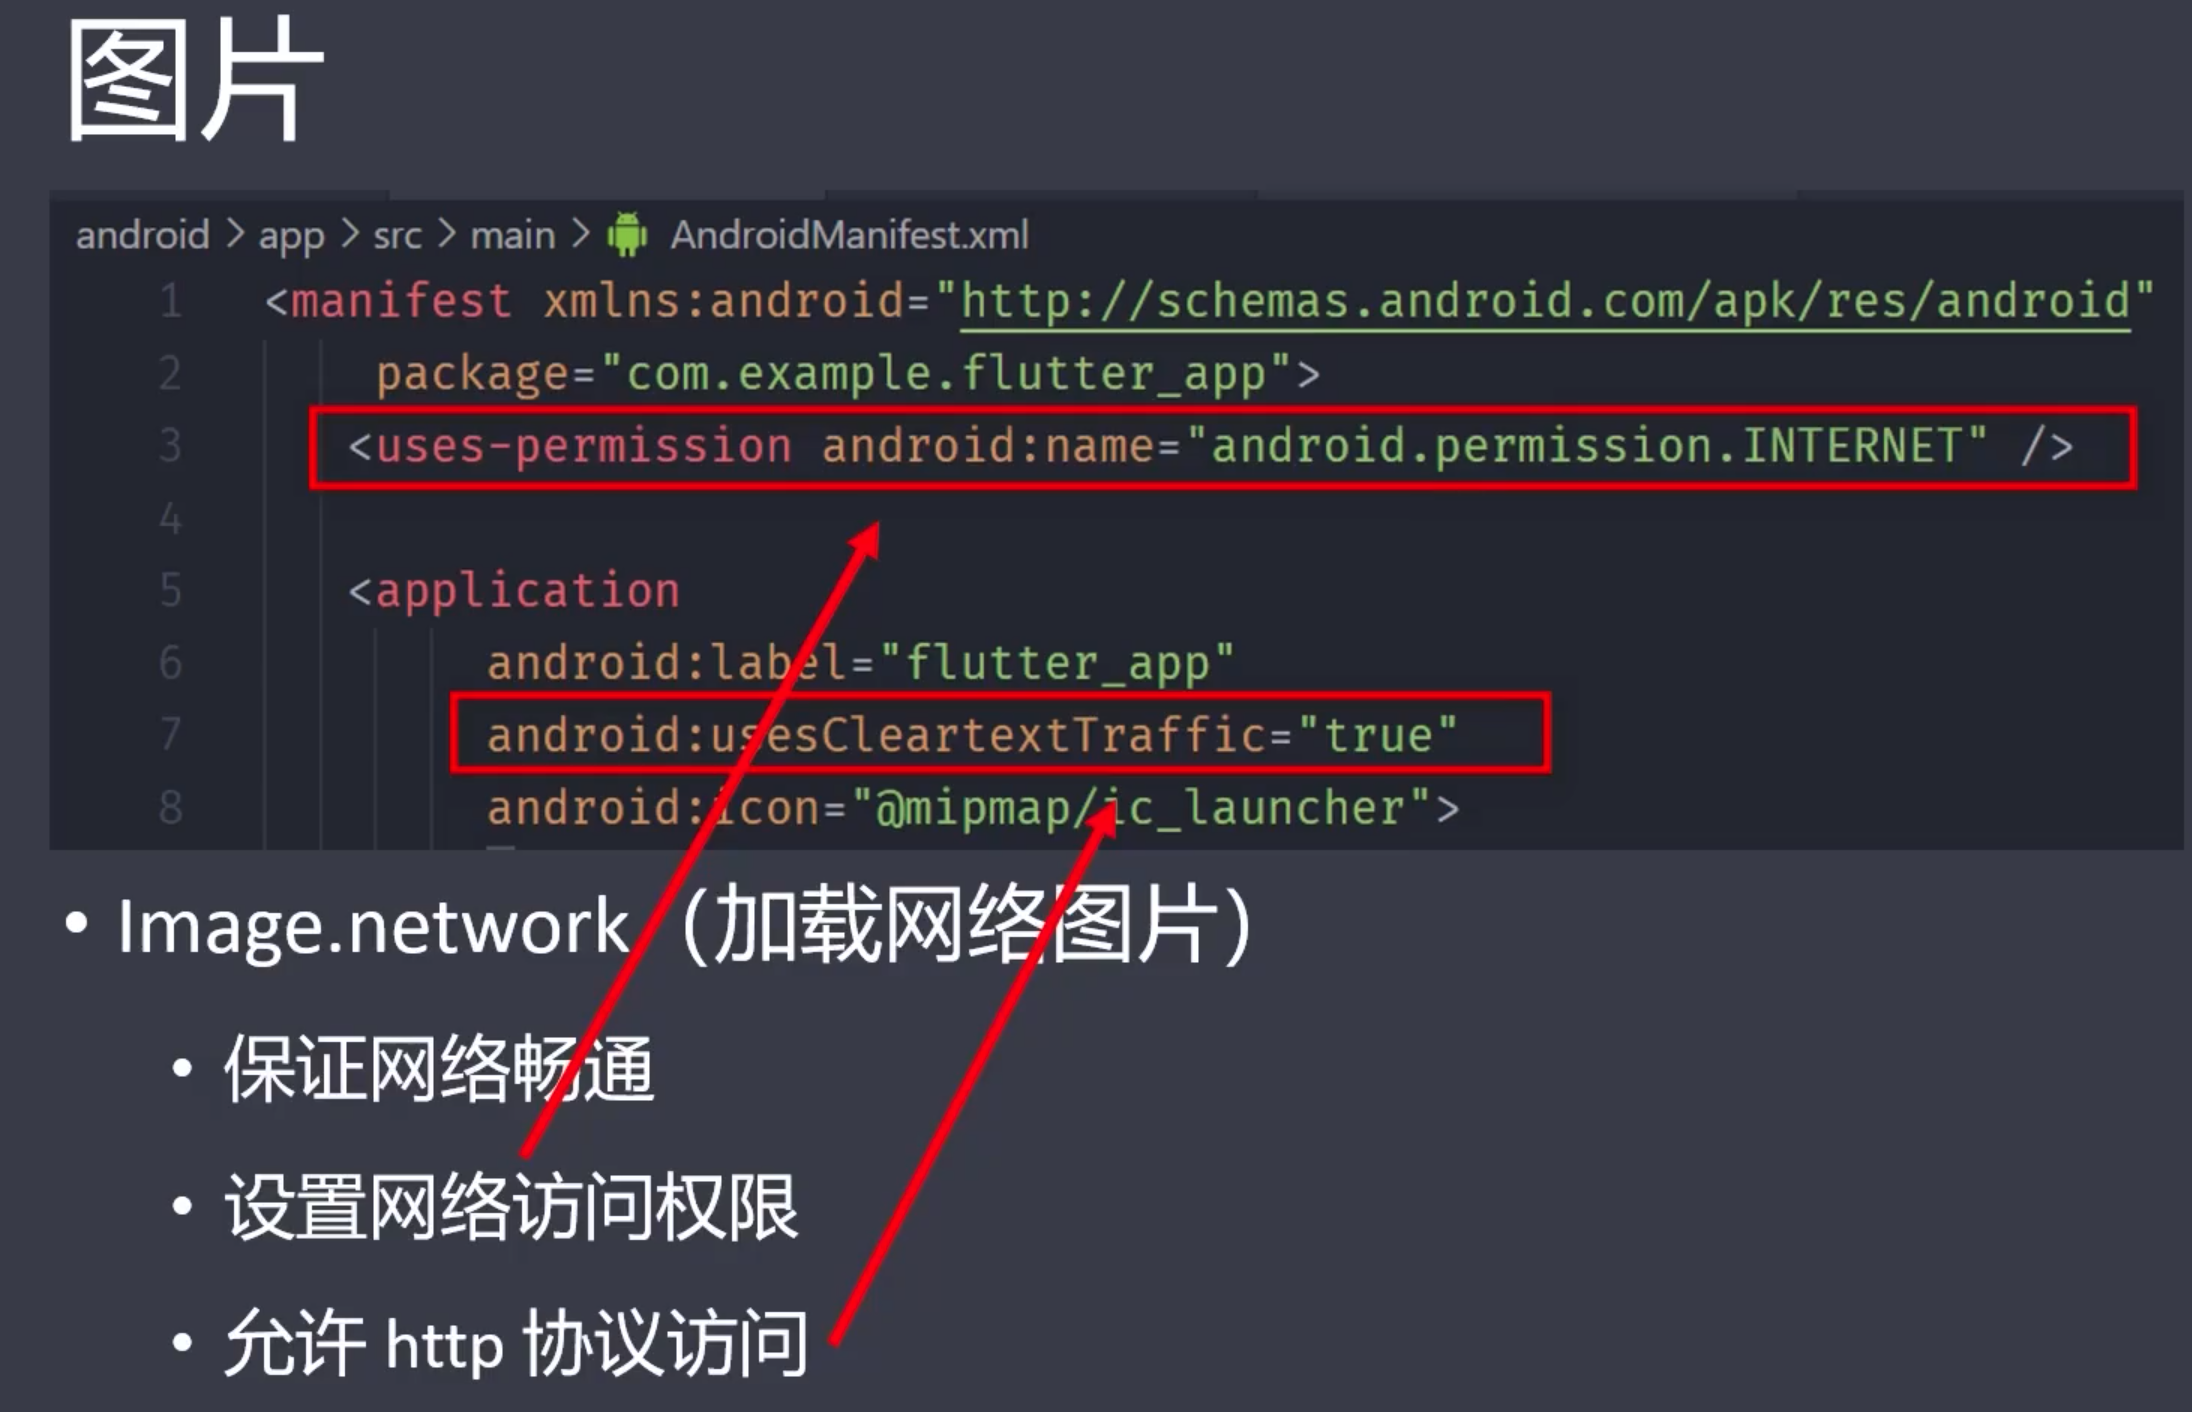 图片
android > app > src > main > AndroidManifest.xml
1 <manifest xmlns:android="http://schemas.android.com/apk/res/android"
2 package="com.example.flutter_app">
3 <uses-permission android:name="android.permission.INTERNET" />
4
5 <application
6 android:label="flutter_app"
7 android:usesCleartextTraffic="true"
8 android:icon="@mipmap/ic_launcher">
• Image.network（加载网络图片）
• 保证网络畅通
• 设置网络访问权限
• 允许 http 协议访问